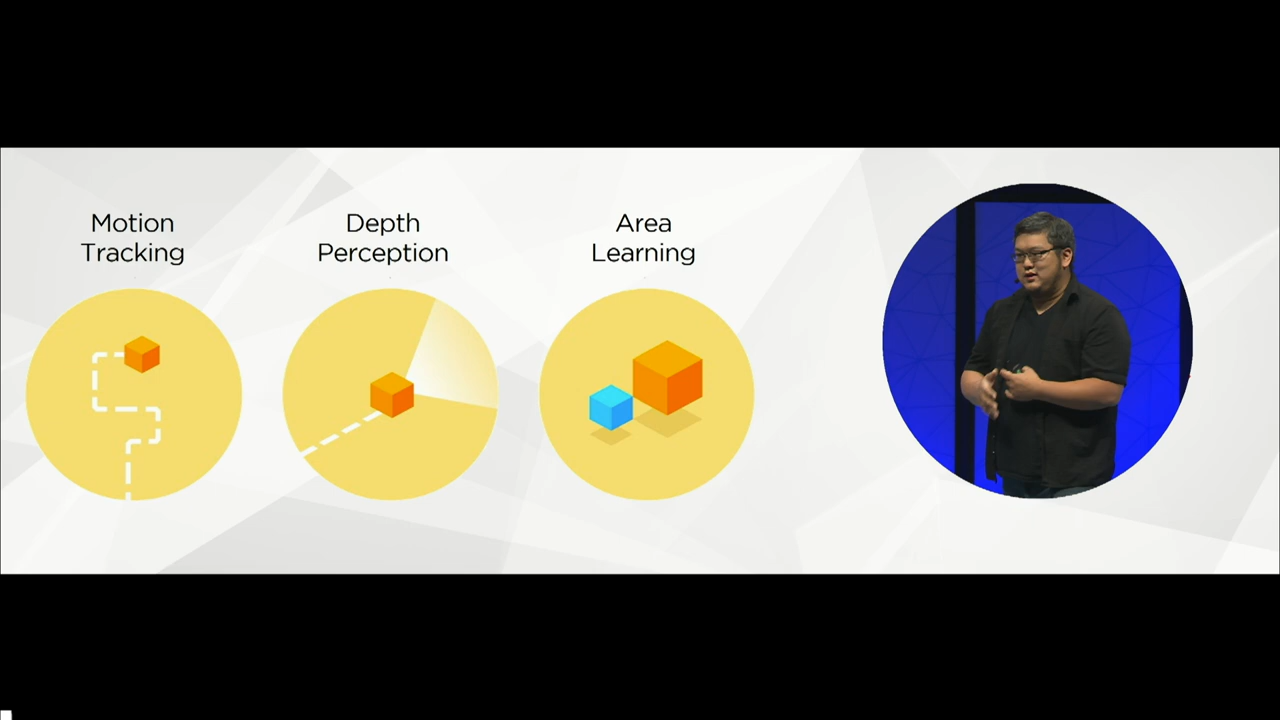 Motion
Tracking
Depth
Perception
Area
Learning